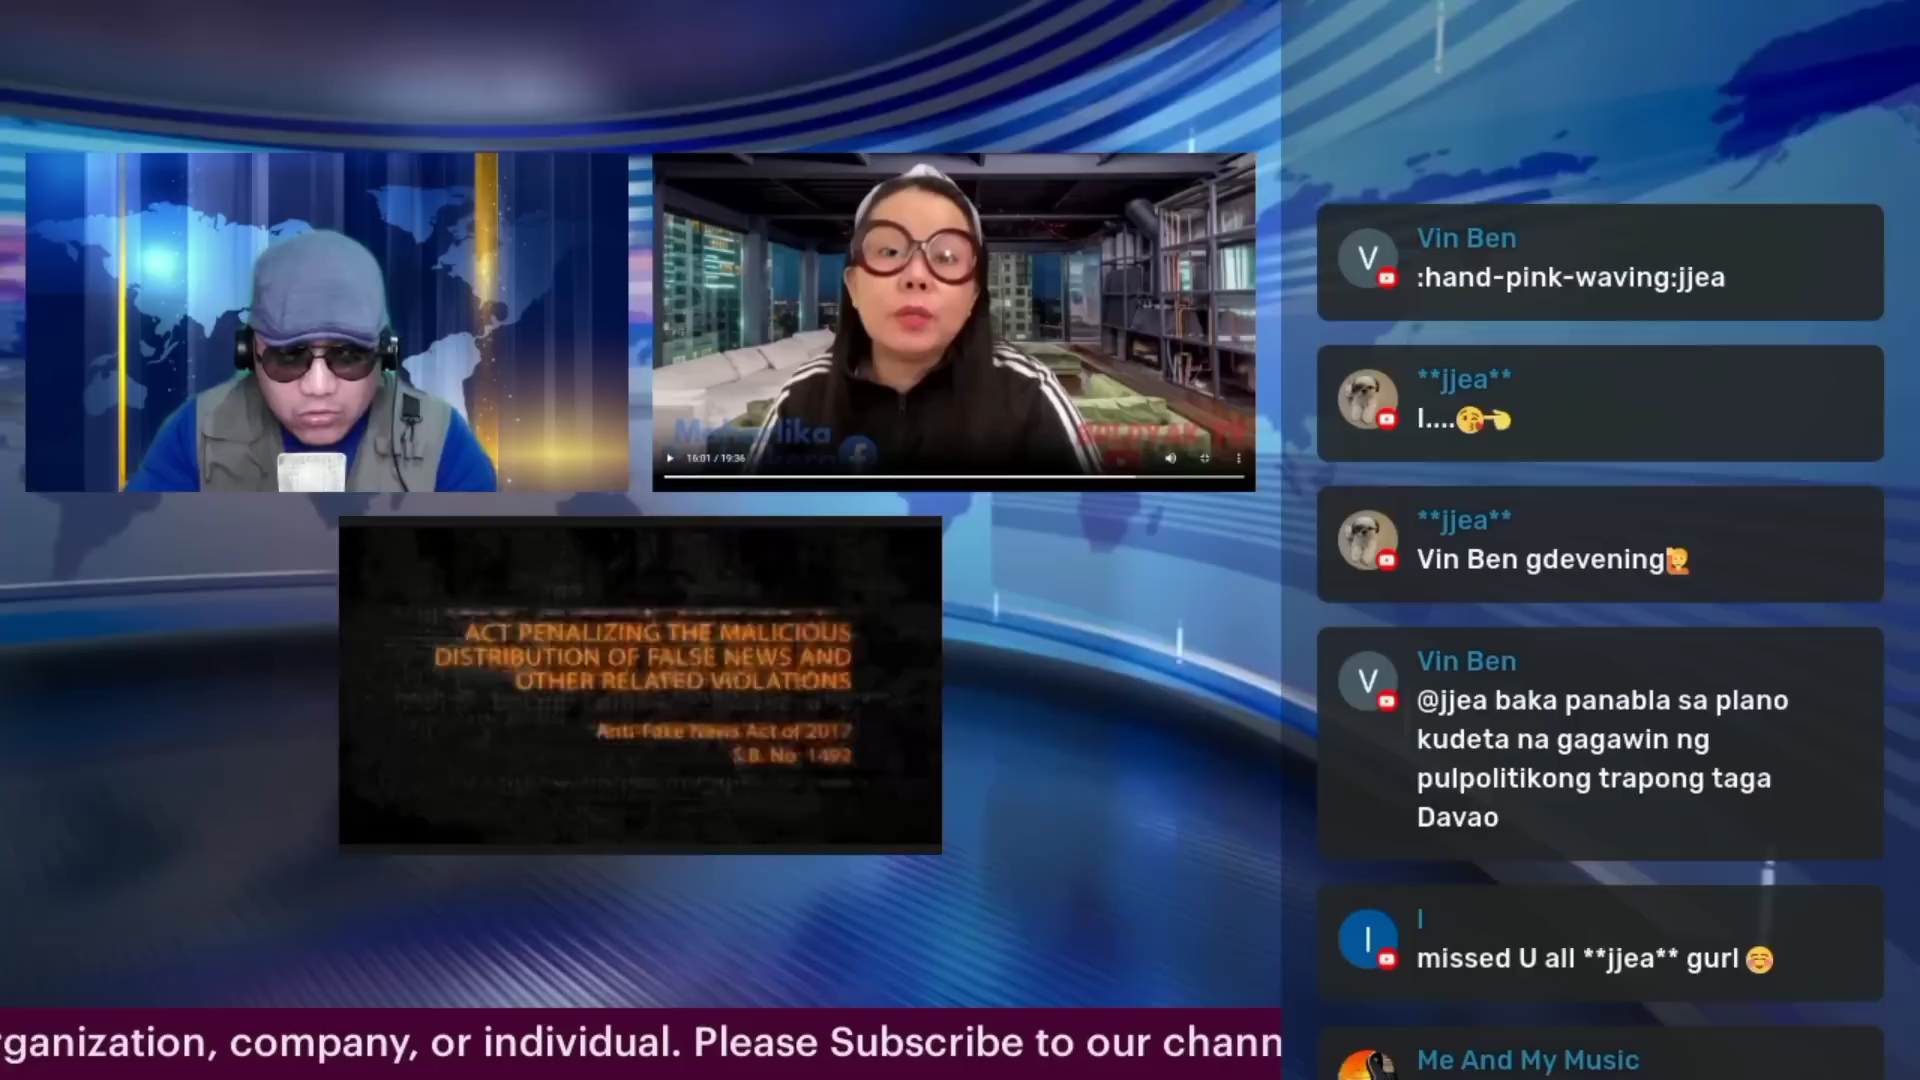 16:01 / 19:36
ACT PENALIZING THE MALICIOUS
DISTRIBUTION OF FALSE NEWS AND
OTHER RELATED VIOLATIONS
Anti-Fake News Act of 2017
S.B. No. 1492
rganization, company, or individual. Please Subscribe to our chann
V
Vin Ben
:hand-pink-waving:jjea
**jjea**
I....😘👈
**jjea**
Vin Ben gdevening🙋
V
Vin Ben
@jjea baka panabla sa plano
kudeta na gagawin ng
pulpolitikong trapong taga
Davao
I
I
missed U all **jjea** gurl ☺️
Me And My Music